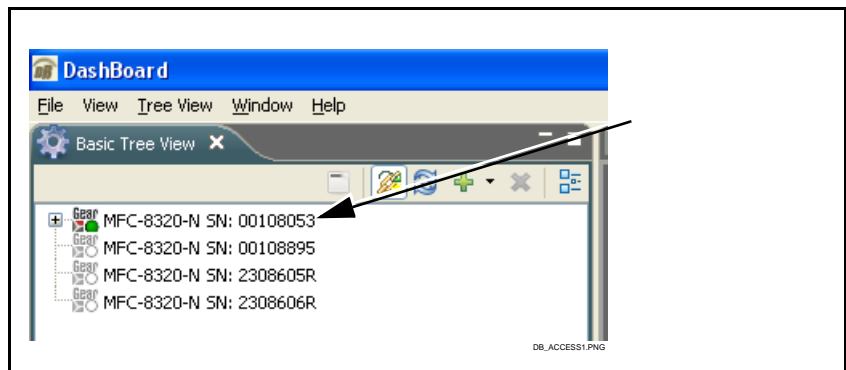 DashBoard
File View Tree View Window Help
Basic Tree View
Gear MFC-8320-N SN: 00108053
Gear MFC-8320-N SN: 00108895
Gear MFC-8320-N SN: 2308605R
Gear MFC-8320-N SN: 2308606R
DB_ACCESS1.PNG